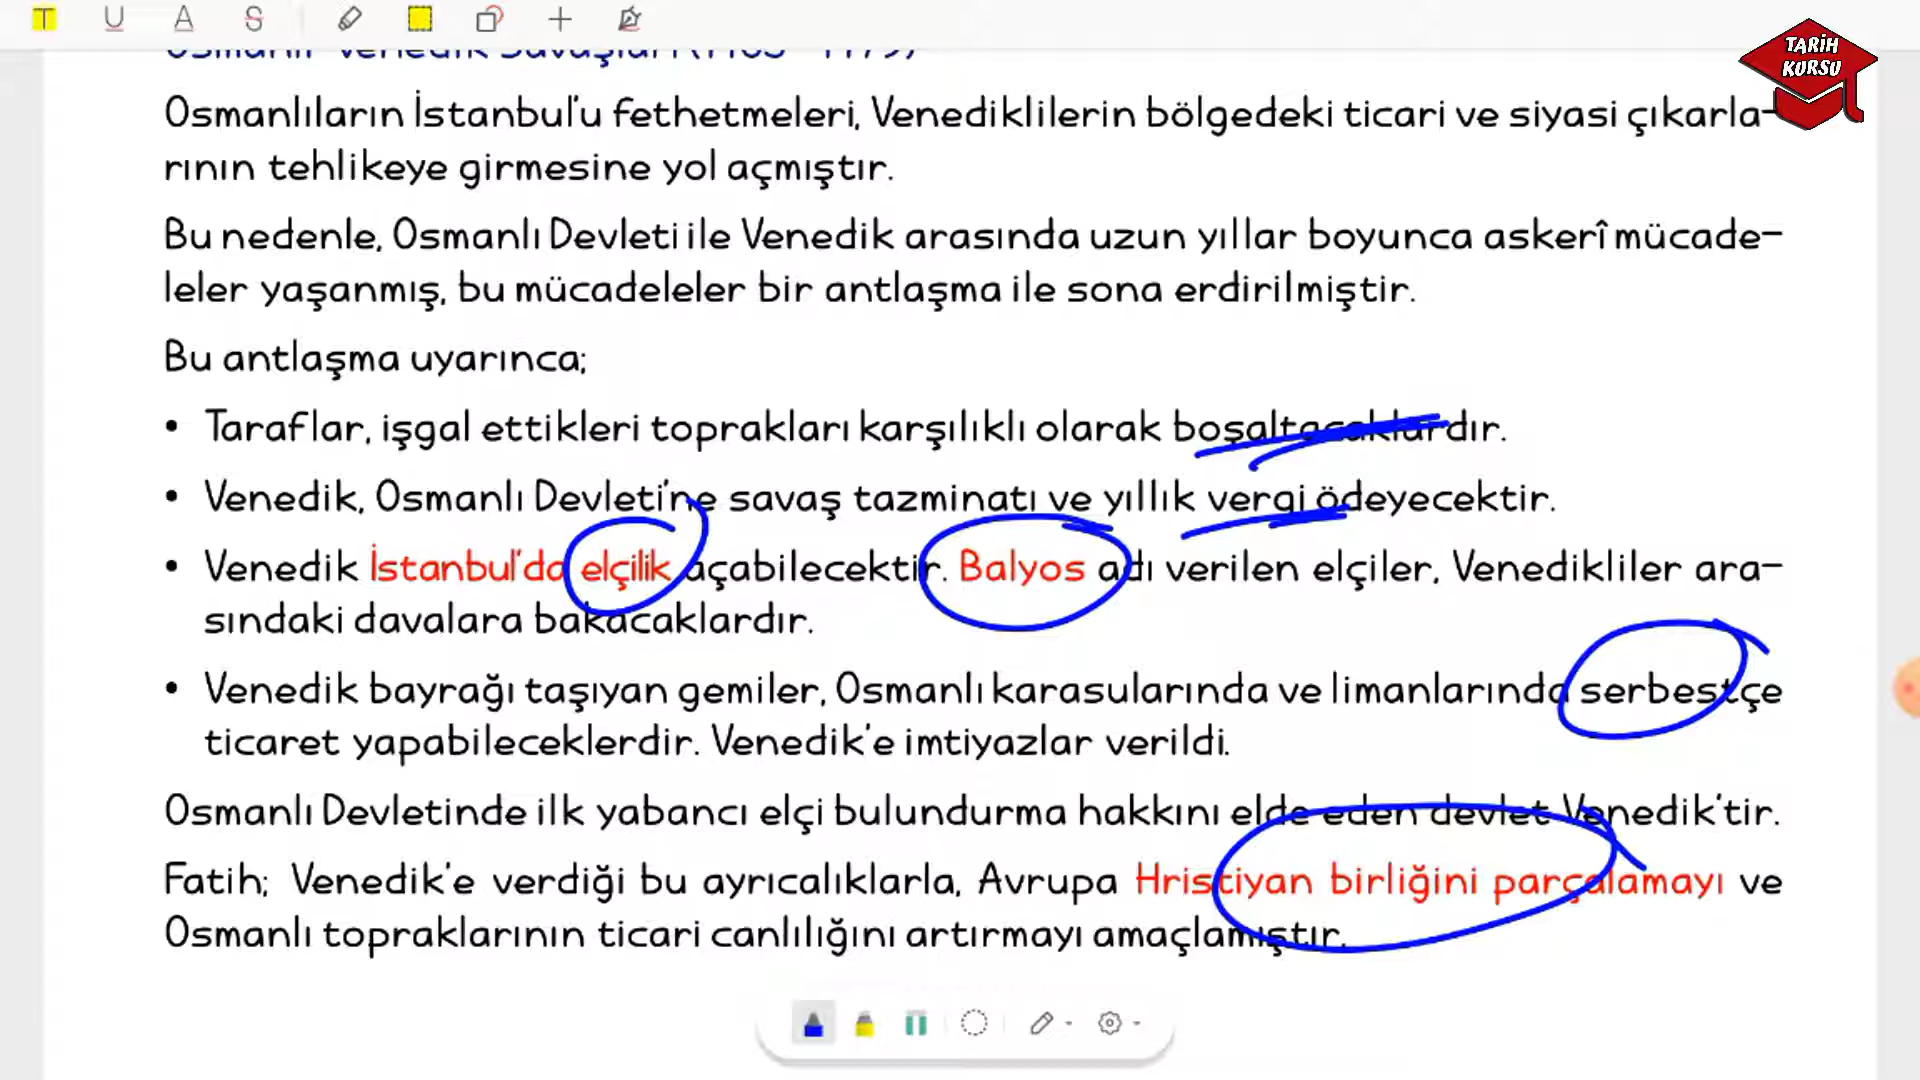 T U A S
TARİH
KURSU
Osmanlı-Venedik Savaşları (1463-1479)
Osmanlıların İstanbul'u fethetmeleri, Venediklilerin bölgedeki ticari ve siyasi çıkarla-
rının tehlikeye girmesine yol açmıştır.
Bu nedenle, Osmanlı Devleti ile Venedik arasında uzun yıllar boyunca askerî mücade-
leler yaşanmış, bu mücadeleler bir antlaşma ile sona erdirilmiştir.
Bu antlaşma uyarınca;
• Taraflar, işgal ettikleri toprakları karşılıklı olarak boşaltacaklardır.
• Venedik, Osmanlı Devleti'ne savaş tazminatı ve yıllık vergi ödeyecektir.
• Venedik İstanbul'da elçilik açabilecektir. Balyos adı verilen elçiler, Venedikliler ara-
sındaki davalara bakacaklardır.
• Venedik bayrağı taşıyan gemiler, Osmanlı karasularında ve limanlarında serbestçe
ticaret yapabileceklerdir. Venedik'e imtiyazlar verildi.
Osmanlı Devletinde ilk yabancı elçi bulundurma hakkını elde eden devlet Venedik'tir.
Fatih; Venedik'e verdiği bu ayrıcalıklarla, Avrupa Hristiyan birliğini parçalamayı ve
Osmanlı topraklarının ticari canlılığını artırmayı amaçlamıştır.